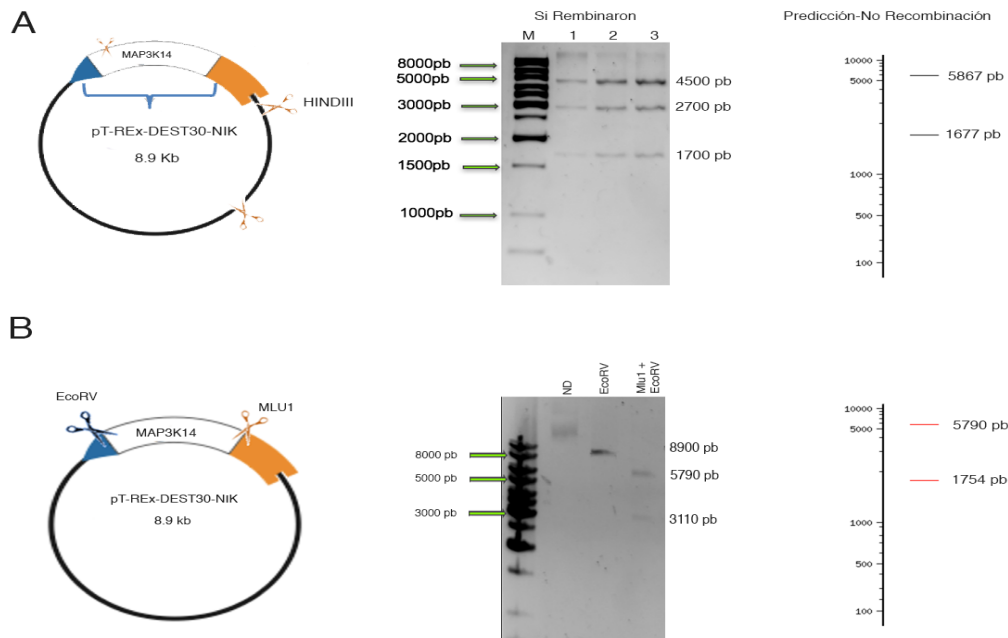 A
MAP3K14
HINDIII
pT-REx-DEST30-NIK
8.9 Kb
Si Rembinaron
M 1 2 3
8000pb
5000pb
3000pb
2000pb
1500pb
1000pb
4500 pb
2700 pb
1700 pb
Predicción-No Recombinación
10000
5000
1000
500
100
5867 pb
1677 pb
B
EcoRV
MLU1
MAP3K14
pT-REx-DEST30-NIK
8.9 kb
ND
EcoRV
Mlu1 +
EcoRV
8000 pb
5000 pb
3000 pb
8900 pb
5790 pb
3110 pb
10000
5000
1000
500
100
5790 pb
1754 pb